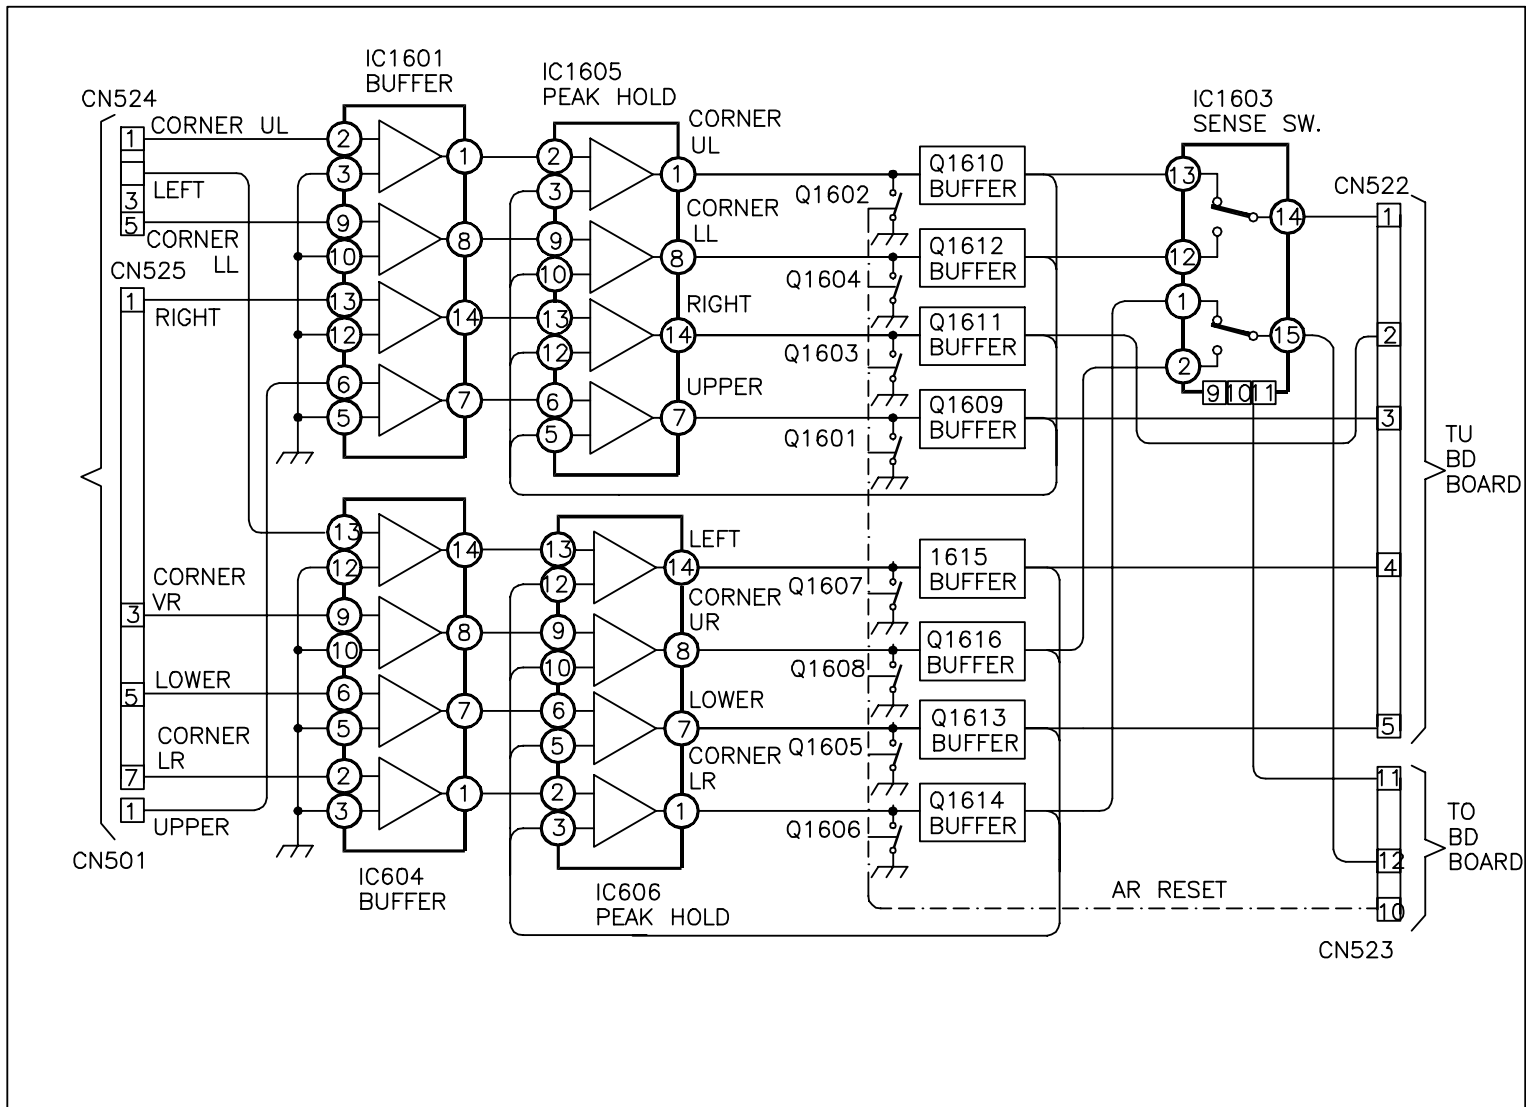 IC1601
BUFFER
IC1605
PEAK HOLD
CORNER
UL
IC1603
SENSE SW.
CN524
1
CORNER UL
LEFT
3
5
CORNER
LL
CN525
1
RIGHT
CORNER
VR
3
5
LOWER
CORNER
LR
7
1
UPPER
CN501
2
3
9
10
13
12
6
5
1
8
14
7
2
3
9
10
13
12
6
5
1
8
14
7
CORNER
LL
RIGHT
UPPER
Q1602
Q1604
Q1603
Q1601
Q1610
BUFFER
Q1612
BUFFER
Q1611
BUFFER
Q1609
BUFFER
13
12
1
2
14
15
9 10 11
CN522
1
2
3
4
5
TU
BD
BOARD
13
12
9
10
6
5
2
3
14
8
7
1
IC604
BUFFER
13
12
9
10
6
5
2
3
14
8
7
1
IC606
PEAK HOLD
LEFT
CORNER
UR
LOWER
CORNER
LR
Q1607
Q1608
Q1605
Q1606
1615
BUFFER
Q1616
BUFFER
Q1613
BUFFER
Q1614
BUFFER
AR RESET
11
12
10
TO
BD
BOARD
CN523